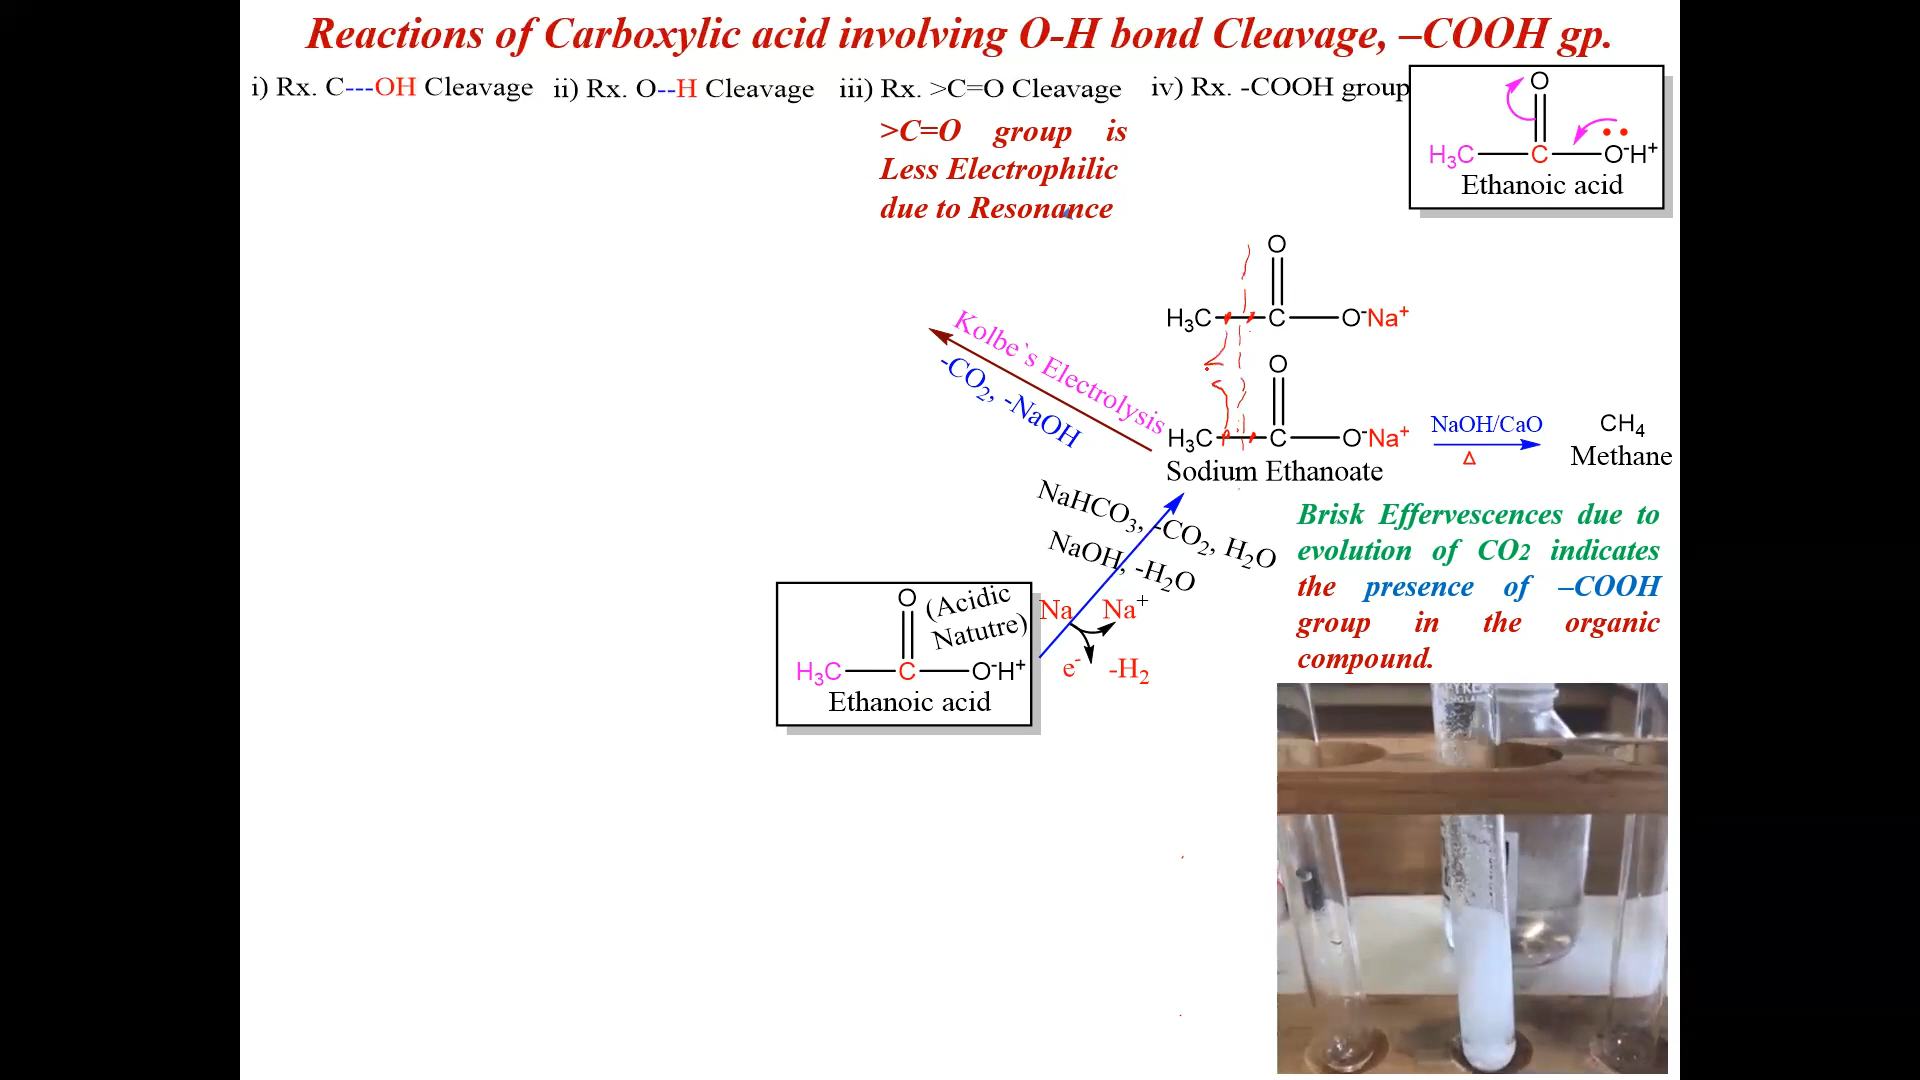 Reactions of Carboxylic acid involving O-H bond Cleavage, –COOH gp.
i) Rx. C---OH Cleavage ii) Rx. O--H Cleavage iii) Rx. >C=O Cleavage iv) Rx. -COOH group
>C=O group is
Less Electrophilic
due to Resonance
O
H₃C C O⁻H⁺
Ethanoic acid
O
H₃C C O⁻Na⁺
O
H₃C C O⁻Na⁺
Sodium Ethanoate
Kolbe`s Electrolysis
-CO₂, -NaOH
NaOH/CaO
Δ
CH₄
Methane
NaHCO₃, -CO₂, H₂O
NaOH, -H₂O
Na Na⁺
e⁻ -H₂
Brisk Effervescences due to
evolution of CO2 indicates
the presence of –COOH
group in the organic
compound.
O
(Acidic
Natutre)
H₃C C O⁻H⁺
Ethanoic acid